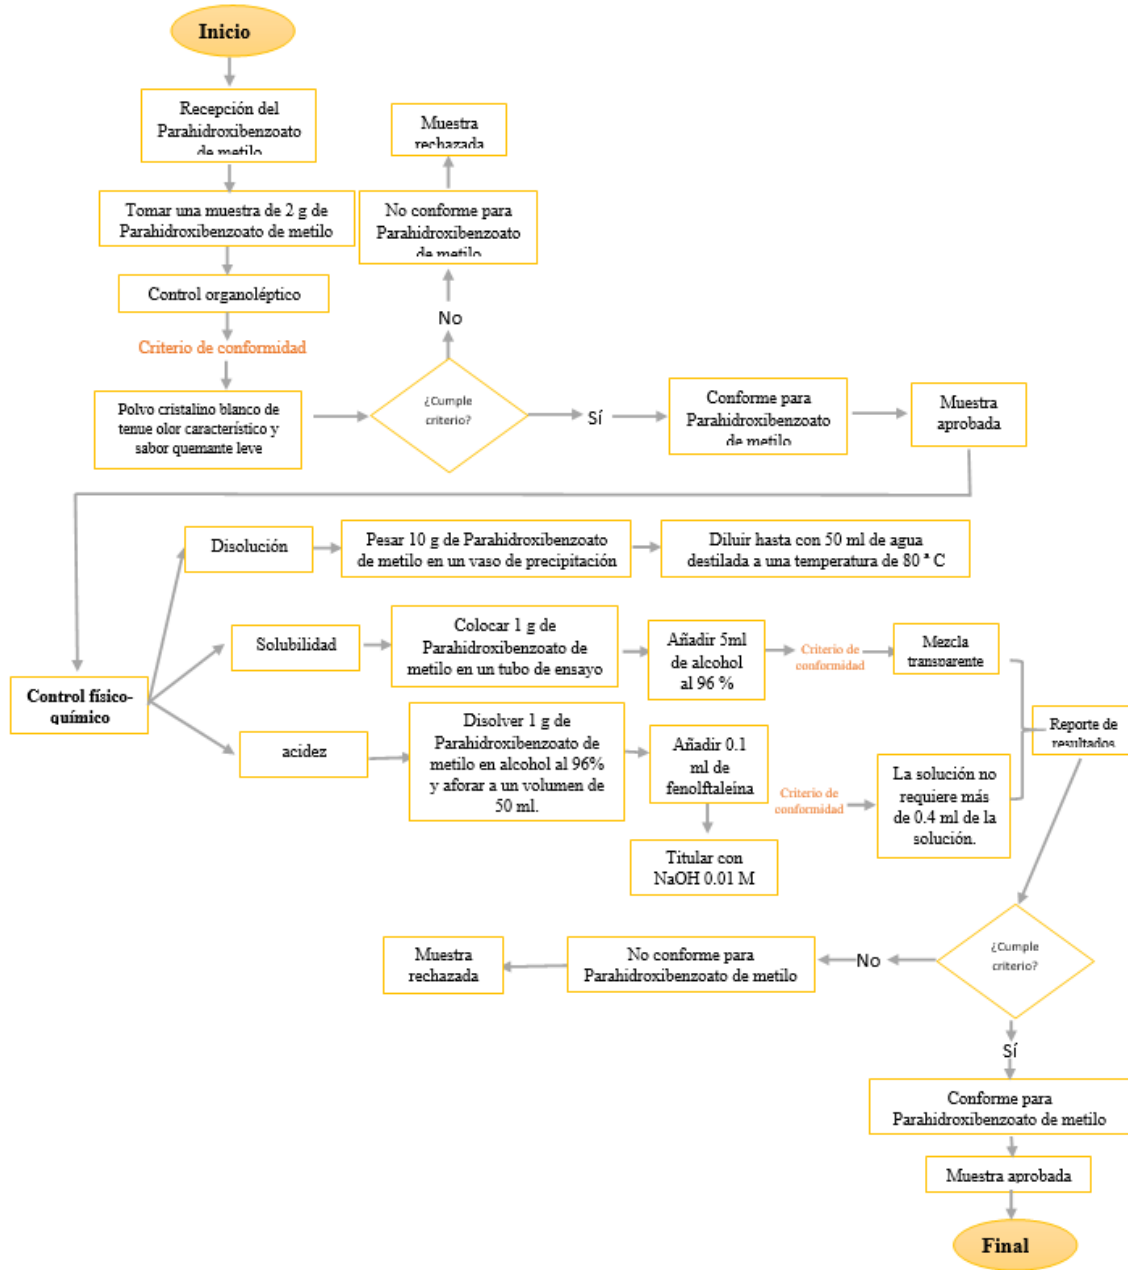 Inicio
Recepción del
Parahidroxibenzoato
de metilo
Muestra
rechazada
Tomar una muestra de 2 g de
Parahidroxibenzoato de metilo
No conforme para
Parahidroxibenzoato
de metilo
Control organoléptico
No
Criterio de conformidad
Polvo cristalino blanco de
tenue olor característico y
sabor quemante leve
¿Cumple
criterio?
Sí
Conforme para
Parahidroxibenzoato
de metilo
Muestra
aprobada
Disolución
Pesar 10 g de Parahidroxibenzoato
de metilo en un vaso de precipitación
Diluir hasta con 50 ml de agua
destilada a una temperatura de 80 ª C
Solubilidad
Colocar 1 g de
Parahidroxibenzoato de
metilo en un tubo de ensayo
Añadir 5ml
de alcohol
al 96 %
Criterio de
conformidad
Mezcla
transparente
Control físico-
químico
acidez
Disolver 1 g de
Parahidroxibenzoato de
metilo en alcohol al 96%
y aforar a un volumen de
50 ml.
Añadir 0.1
ml de
fenolftaleína
Criterio de
conformidad
La solución no
requiere más
de 0.4 ml de la
solución.
Reporte de
resultados
Titular con
NaOH 0.01 M
¿Cumple
criterio?
No
No conforme para
Parahidroxibenzoato de metilo
Muestra
rechazada
Sí
Conforme para
Parahidroxibenzoato de metilo
Muestra aprobada
Final